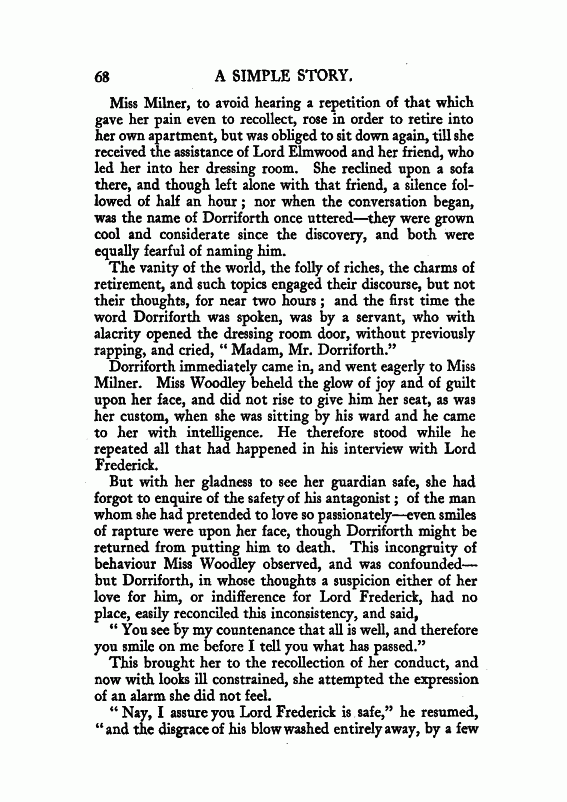 68 A SIMPLE STORY.
Miss Milner, to avoid hearing a repetition of that which
gave her pain even to recollect, rose in order to retire into
her own apartment, but was obliged to sit down again, till she
received the assistance of Lord Elmwood and her friend, who
led her into her dressing room. She reclined upon a sofa
there, and though left alone with that friend, a silence fol-
lowed of half an hour; nor when the conversation began,
was the name of Dorriforth once uttered—they were grown
cool and considerate since the discovery, and both were
equally fearful of naming him.
The vanity of the world, the folly of riches, the charms of
retirement, and such topics engaged their discourse, but not
their thoughts, for near two hours; and the first time the
word Dorriforth was spoken, was by a servant, who with
alacrity opened the dressing room door, without previously
rapping, and cried, "Madam, Mr. Dorriforth."
Dorriforth immediately came in, and went eagerly to Miss
Milner. Miss Woodley beheld the glow of joy and of guilt
upon her face, and did not rise to give him her seat, as was
her custom, when she was sitting by his ward and he came
to her with intelligence. He therefore stood while he
repeated all that had happened in his interview with Lord
Frederick.
But with her gladness to see her guardian safe, she had
forgot to enquire of the safety of his antagonist; of the man
whom she had pretended to love so passionately—even smiles
of rapture were upon her face, though Dorriforth might be
returned from putting him to death. This incongruity of
behaviour Miss Woodley observed, and was confounded—
but Dorriforth, in whose thoughts a suspicion either of her
love for him, or indifference for Lord Frederick, had no
place, easily reconciled this inconsistency, and said,
"You see by my countenance that all is well, and therefore
you smile on me before I tell you what has passed."
This brought her to the recollection of her conduct, and
now with looks ill constrained, she attempted the expression
of an alarm she did not feel.
"Nay, I assure you Lord Frederick is safe," he resumed,
"and the disgrace of his blow washed entirely away, by a few